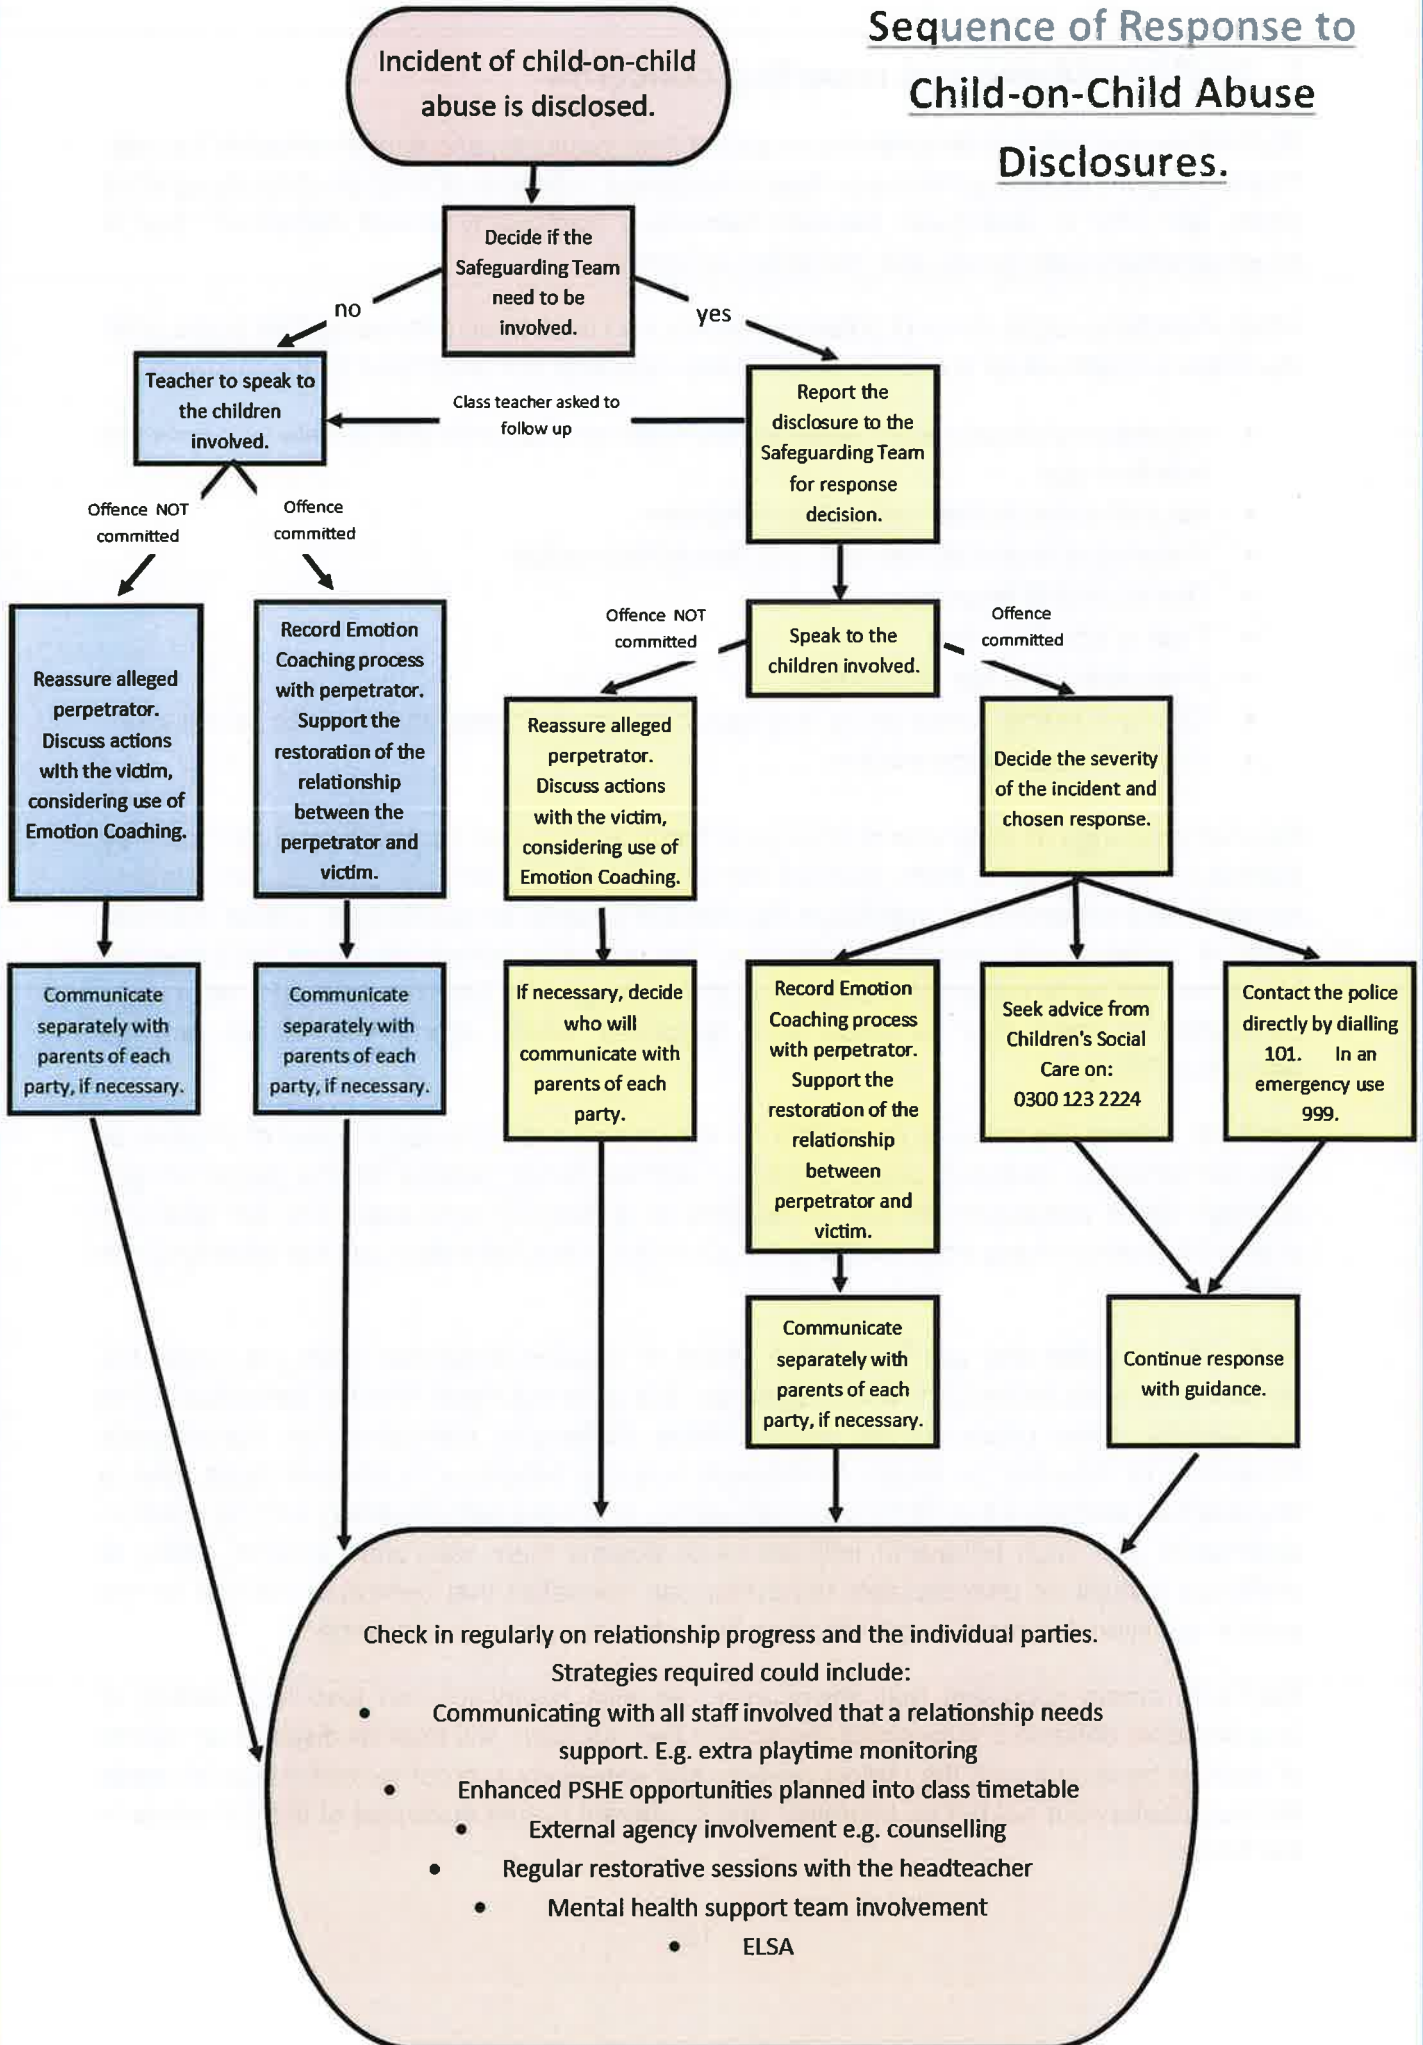 Sequence of Response to
Child-on-Child Abuse
Disclosures.
Incident of child-on-child
abuse is disclosed.
Decide if the
Safeguarding Team
need to be
involved.
no
yes
Teacher to speak to
the children
involved.
Class teacher asked to
follow up
Report the
disclosure to the
Safeguarding Team
for response
decision.
Offence NOT
committed
Offence
committed
Reassure alleged
perpetrator.
Discuss actions
with the victim,
considering use of
Emotion Coaching.
Record Emotion
Coaching process
with perpetrator.
Support the
restoration of the
relationship
between the
perpetrator and
victim.
Offence NOT
committed
Speak to the
children involved.
Offence
committed
Reassure alleged
perpetrator.
Discuss actions
with the victim,
considering use of
Emotion Coaching.
Decide the severity
of the incident and
chosen response.
Communicate
separately with
parents of each
party, if necessary.
Communicate
separately with
parents of each
party, if necessary.
If necessary, decide
who will
communicate with
parents of each
party.
Record Emotion
Coaching process
with perpetrator.
Support the
restoration of the
relationship
between
perpetrator and
victim.
Seek advice from
Children's Social
Care on:
0300 123 2224
Contact the police
directly by dialling
101. In an
emergency use
999.
Communicate
separately with
parents of each
party, if necessary.
Continue response
with guidance.
Check in regularly on relationship progress and the individual parties.
Strategies required could include:
• Communicating with all staff involved that a relationship needs
support. E.g. extra playtime monitoring
• Enhanced PSHE opportunities planned into class timetable
• External agency involvement e.g. counselling
• Regular restorative sessions with the headteacher
• Mental health support team involvement
• ELSA